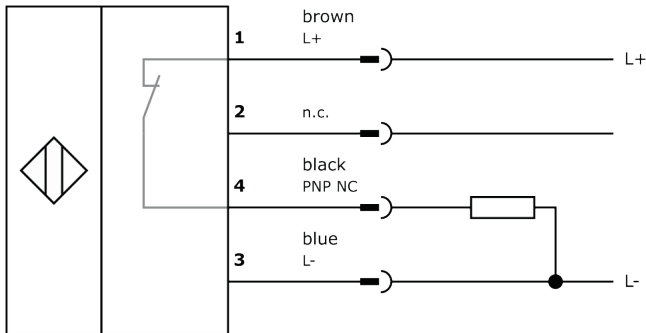 brown
1 L+
L+
2 n.c.
black
4 PNP NC
blue
3 L-
L-